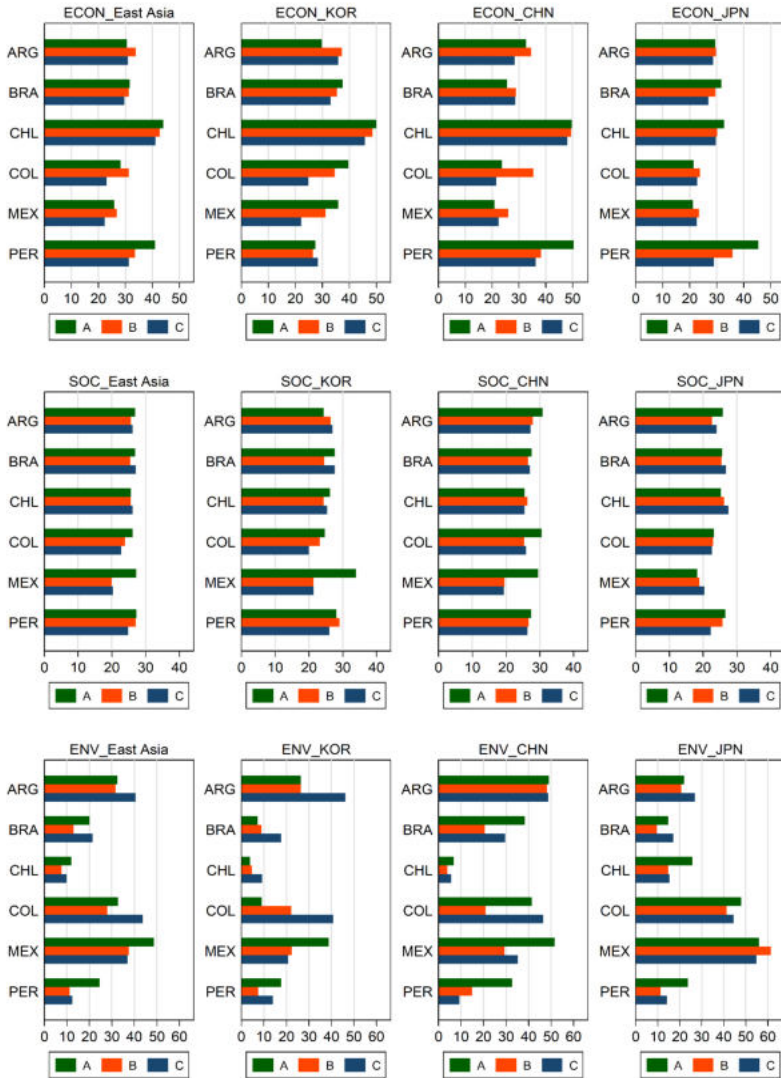 ECON_East Asia ECON_KOR ECON_CHN ECON_JPN
ARG ARG ARG ARG
BRA BRA BRA BRA
CHL CHL CHL CHL
COL COL COL COL
MEX MEX MEX MEX
PER PER PER PER
0 10 20 30 40 50 0 10 20 30 40 50 0 10 20 30 40 50 0 10 20 30 40 50
A B C A B C A B C A B C
SOC_East Asia SOC_KOR SOC_CHN SOC_JPN
ARG ARG ARG ARG
BRA BRA BRA BRA
CHL CHL CHL CHL
COL COL COL COL
MEX MEX MEX MEX
PER PER PER PER
0 10 20 30 40 0 10 20 30 40 0 10 20 30 40 0 10 20 30 40
A B C A B C A B C A B C
ENV_East Asia ENV_KOR ENV_CHN ENV_JPN
ARG ARG ARG ARG
BRA BRA BRA BRA
CHL CHL CHL CHL
COL COL COL COL
MEX MEX MEX MEX
PER PER PER PER
0 10 20 30 40 50 60 0 10 20 30 40 50 60 0 10 20 30 40 50 60 0 10 20 30 40 50 60
A B C A B C A B C A B C